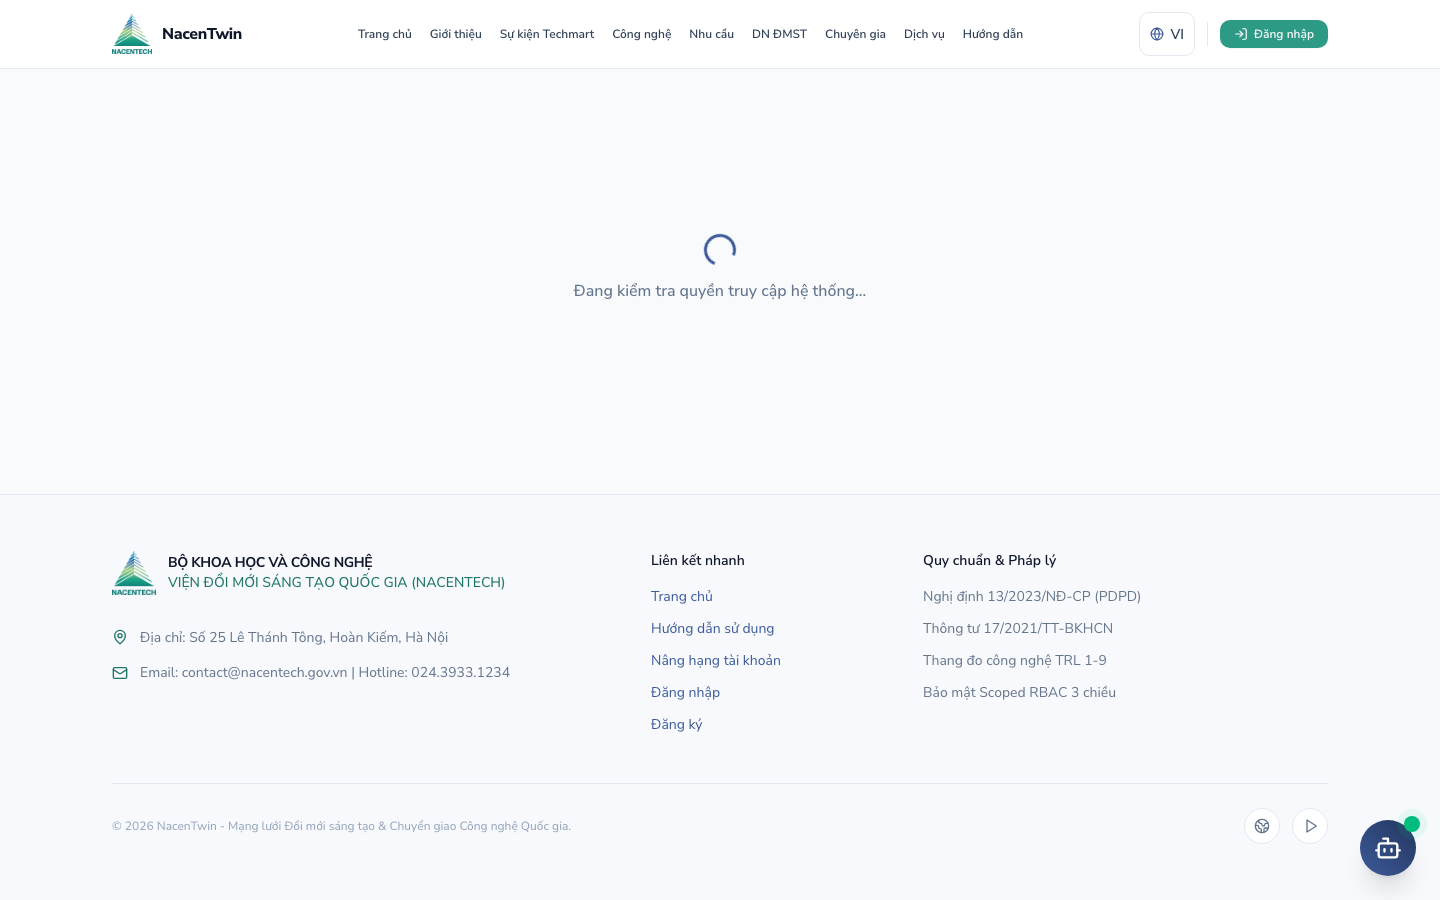 NACENTECH
NacenTwin
Trang chủ
Giới thiệu
Sự kiện Techmart
Công nghệ
Nhu cầu
DN ĐMST
Chuyên gia
Dịch vụ
Hướng dẫn
VI
Đăng nhập
Đang kiểm tra quyền truy cập hệ thống...
NACENTECH
BỘ KHOA HỌC VÀ CÔNG NGHỆ
VIỆN ĐỔI MỚI SÁNG TẠO QUỐC GIA (NACENTECH)
Địa chỉ: Số 25 Lê Thánh Tông, Hoàn Kiếm, Hà Nội
Email: contact@nacentech.gov.vn | Hotline: 024.3933.1234
Liên kết nhanh
Trang chủ
Hướng dẫn sử dụng
Nâng hạng tài khoản
Đăng nhập
Đăng ký
Quy chuẩn & Pháp lý
Nghị định 13/2023/NĐ-CP (PDPD)
Thông tư 17/2021/TT-BKHCN
Thang đo công nghệ TRL 1-9
Bảo mật Scoped RBAC 3 chiều
© 2026 NacenTwin - Mạng lưới Đổi mới sáng tạo & Chuyển giao Công nghệ Quốc gia.